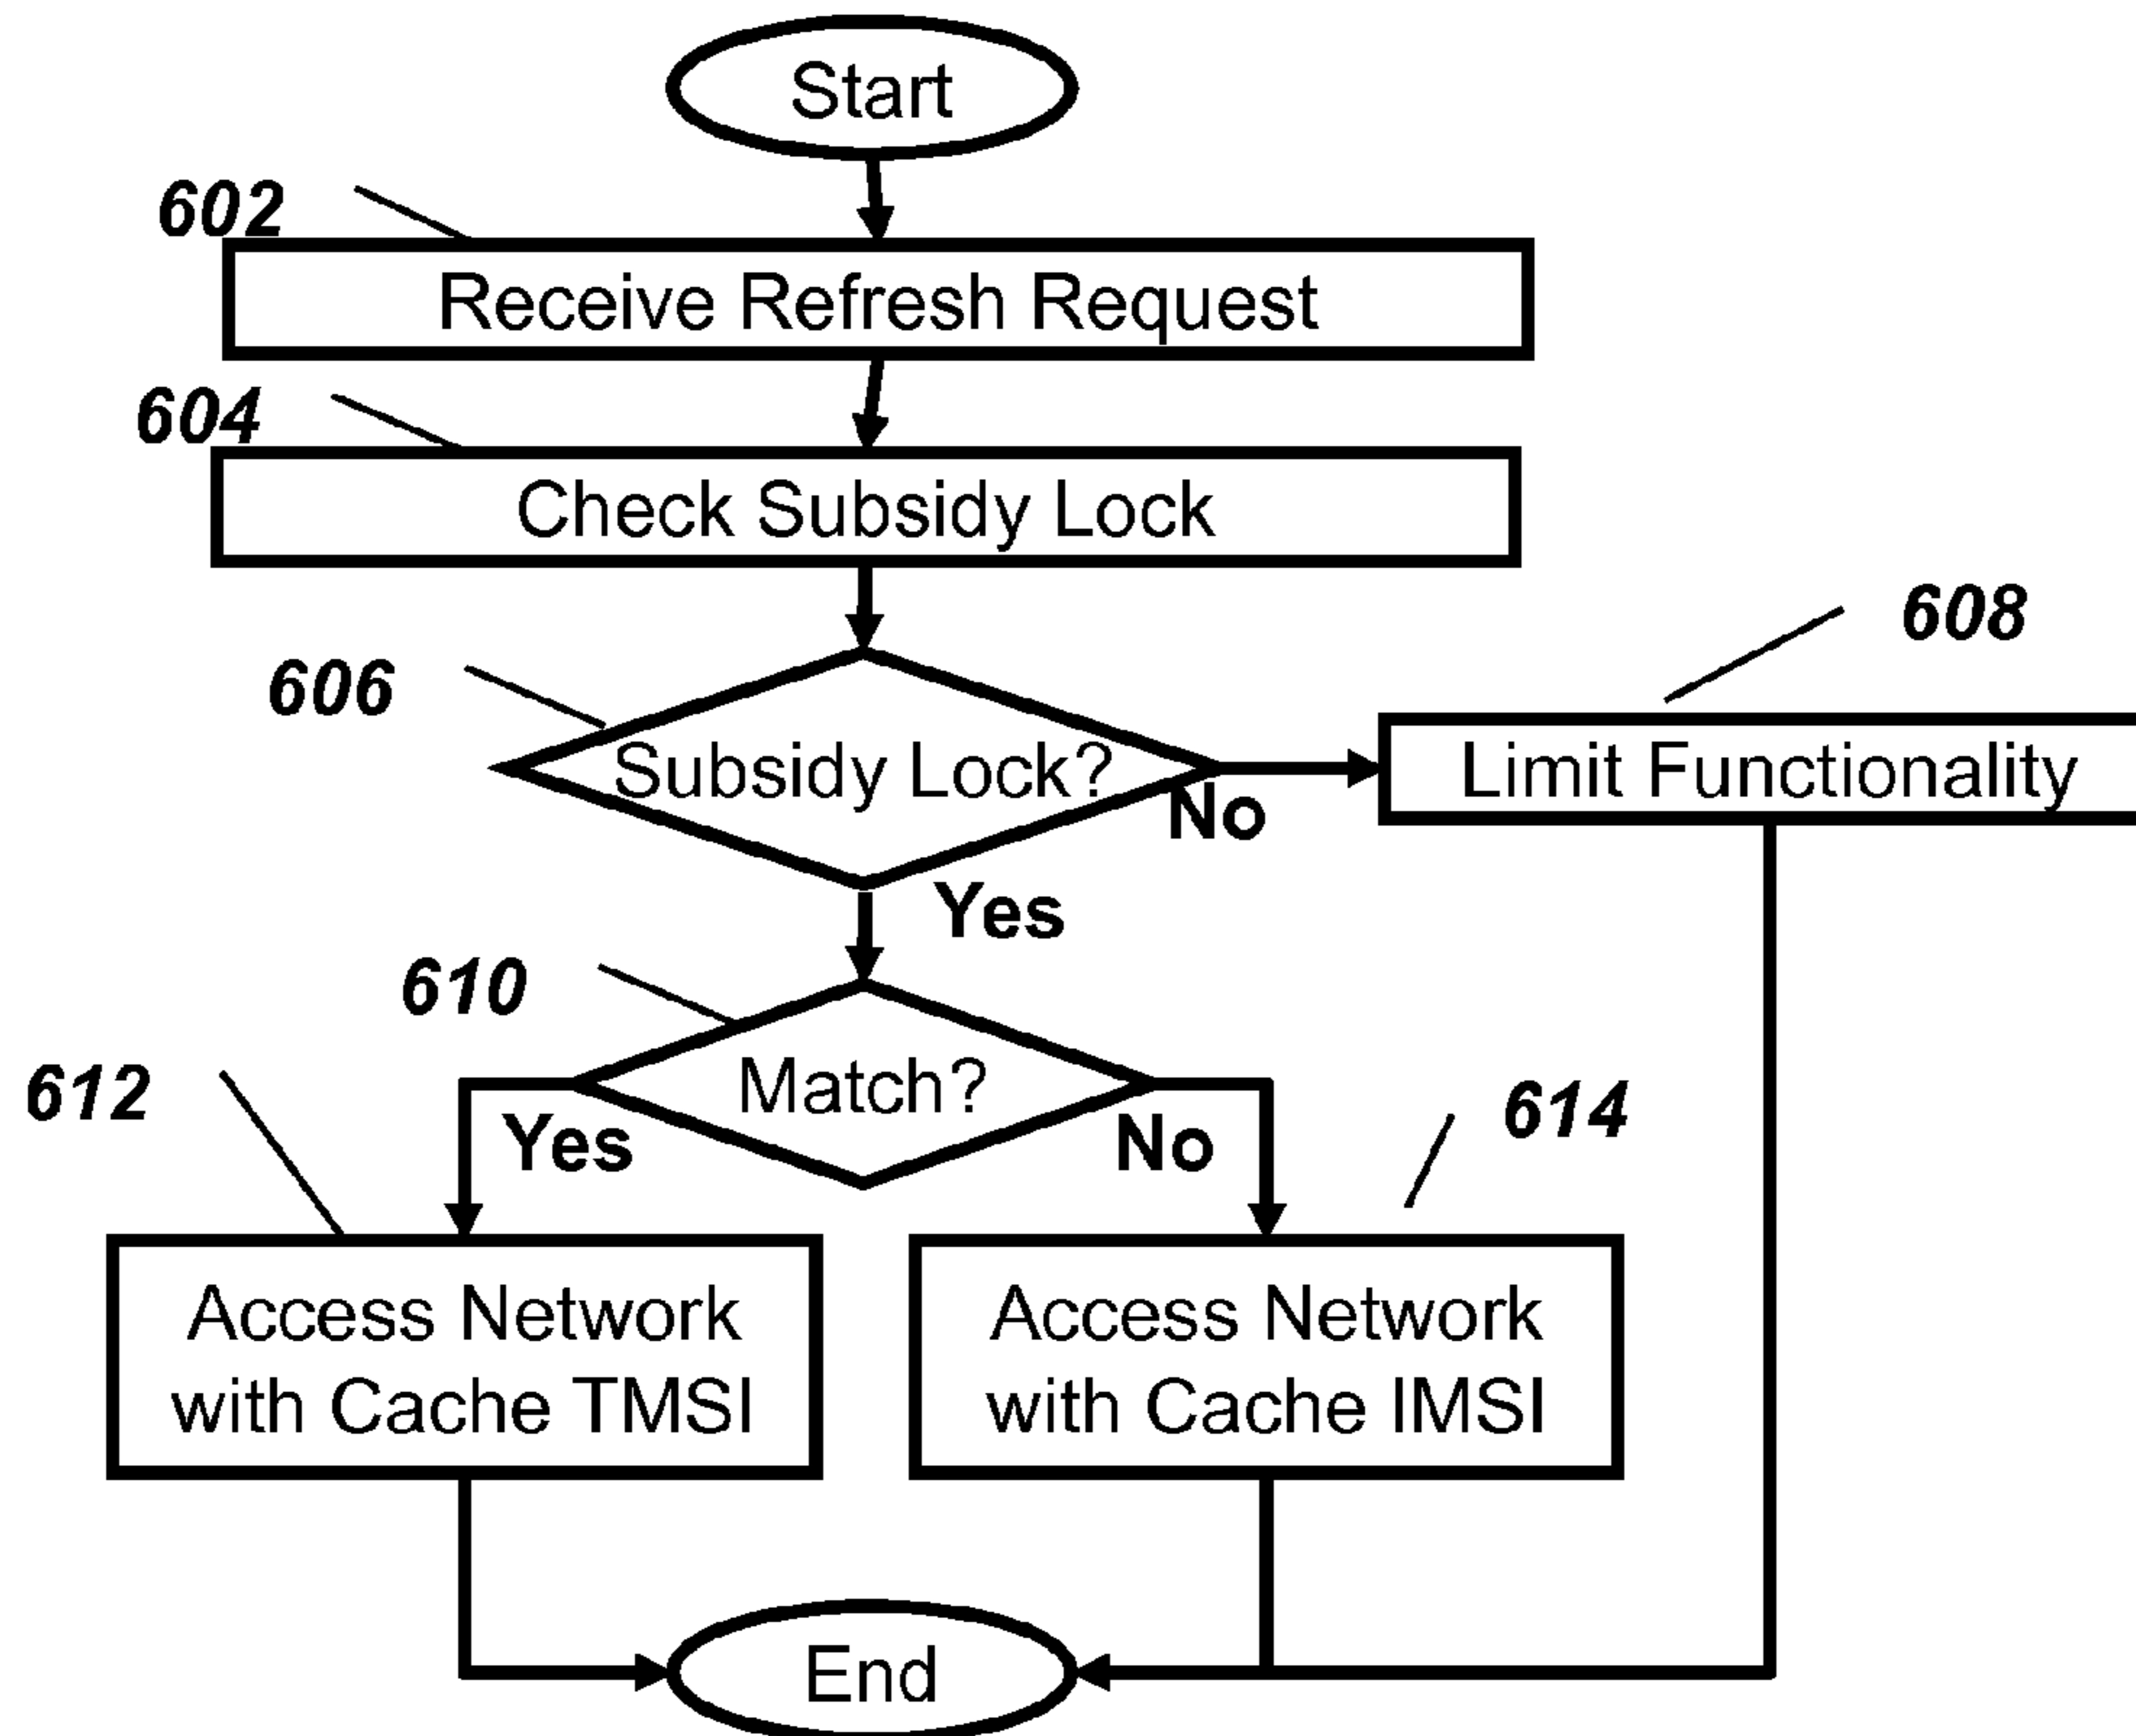 Start
602
Receive Refresh Request
604
Check Subsidy Lock
608
606
Subsidy Lock?
No
Limit Functionality
Yes
610
Match?
612
Yes
No
614
Access Network
with Cache TMSI
Access Network
with Cache IMSI
End